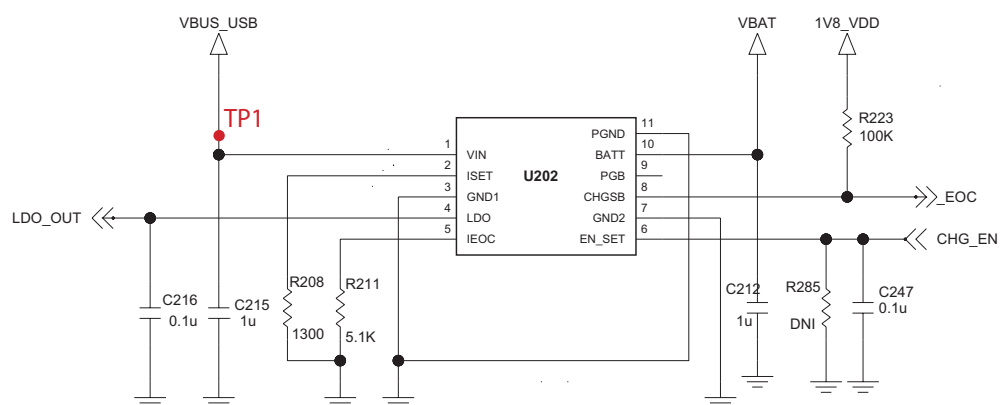 VBUS_USB
VBAT
1V8_VDD
TP1
R223
100K
11
PGND
1
VIN
10
BATT
2
ISET
U202
9
PGB
3
GND1
8
CHGSB
_EOC
LDO_OUT
4
LDO
7
GND2
5
IEOC
6
EN_SET
CHG_EN
R208
R211
C212
R285
C247
0.1u
C216
0.1u
C215
1u
1300
5.1K
1u
DNI